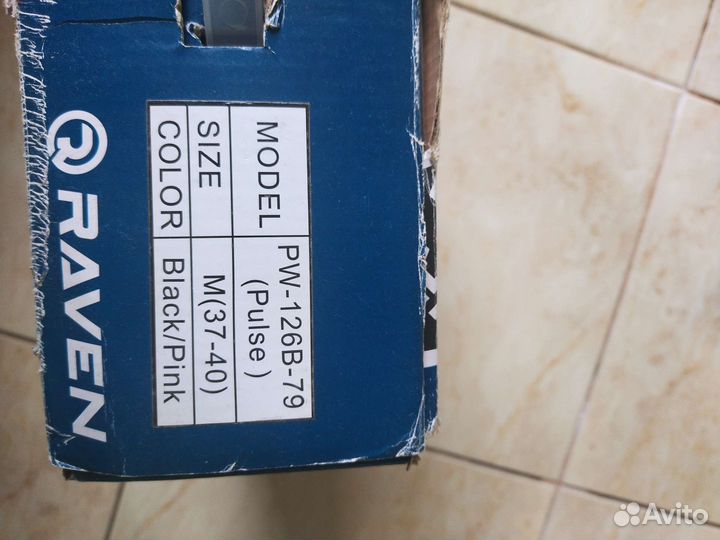 RAVEN
MODEL PW-126B-79
(Pulse)
SIZE M(37-40)
COLOR Black/Pink
Avito